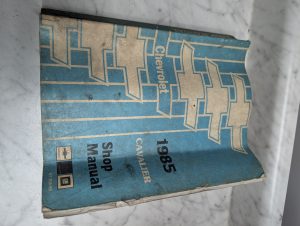 Chevrolet
1985
CAVALIER
Shop
Manual